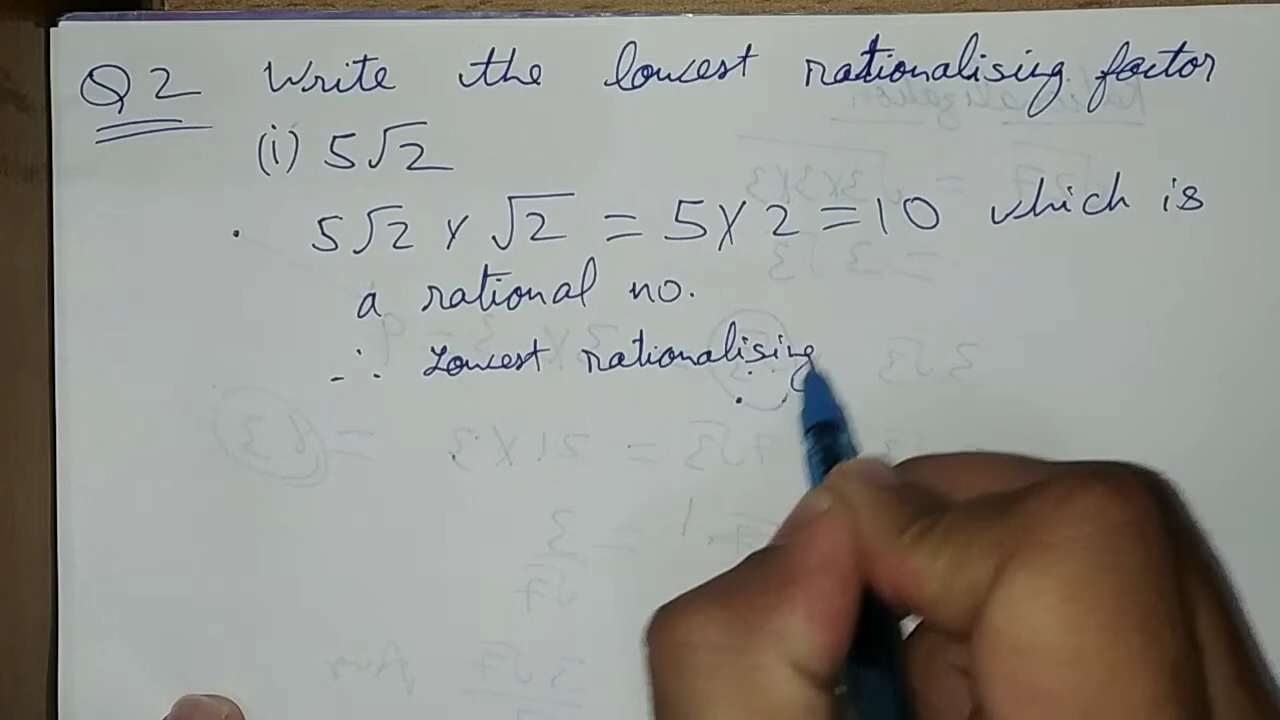 Q2 Write the lowest rationalising factor
(i) 5√2
5√2 × √2 = 5 × 2 = 10 which is
a rational no.
∴ Lowest rationalising